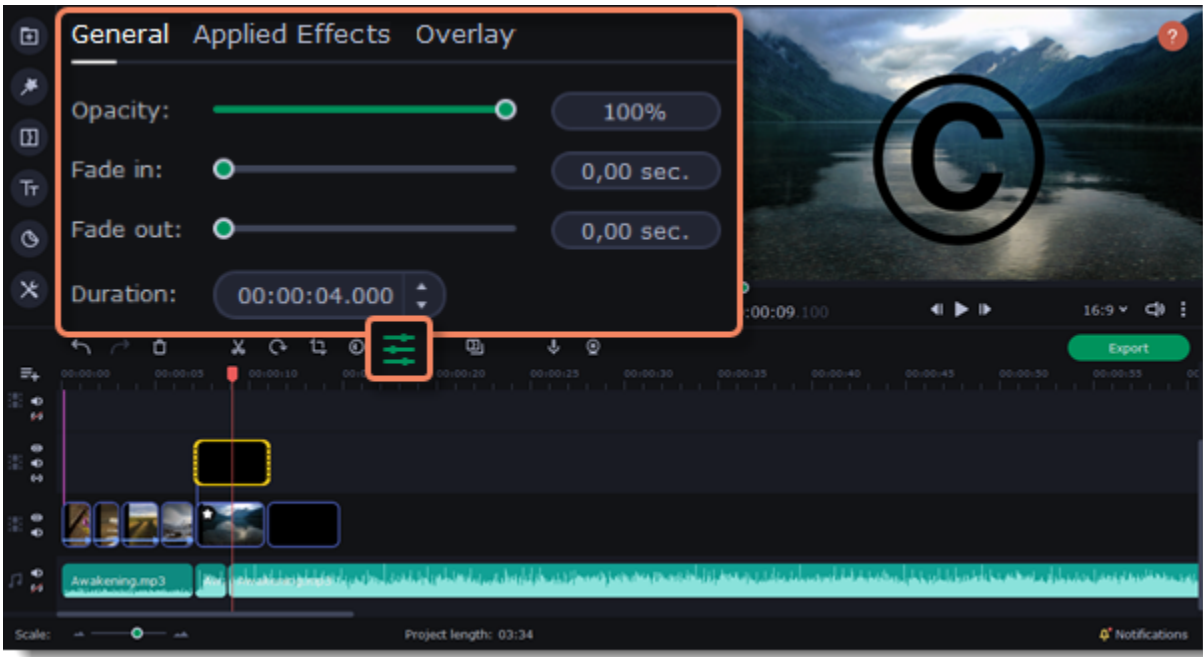 General Applied Effects Overlay
Opacity: 100%
Fade in: 0,00 sec.
Fade out: 0,00 sec.
Duration: 00:00:04.000
?
©
:00:09.100
16:9
Export
00:00:00 00:00:05 00:00:10 00:00:20 00:00:25 00:00:30 00:00:35 00:00:40 00:00:45 00:00:50 00:00:55
Awakening.mp3
Scale: Project length: 03:34 Notifications